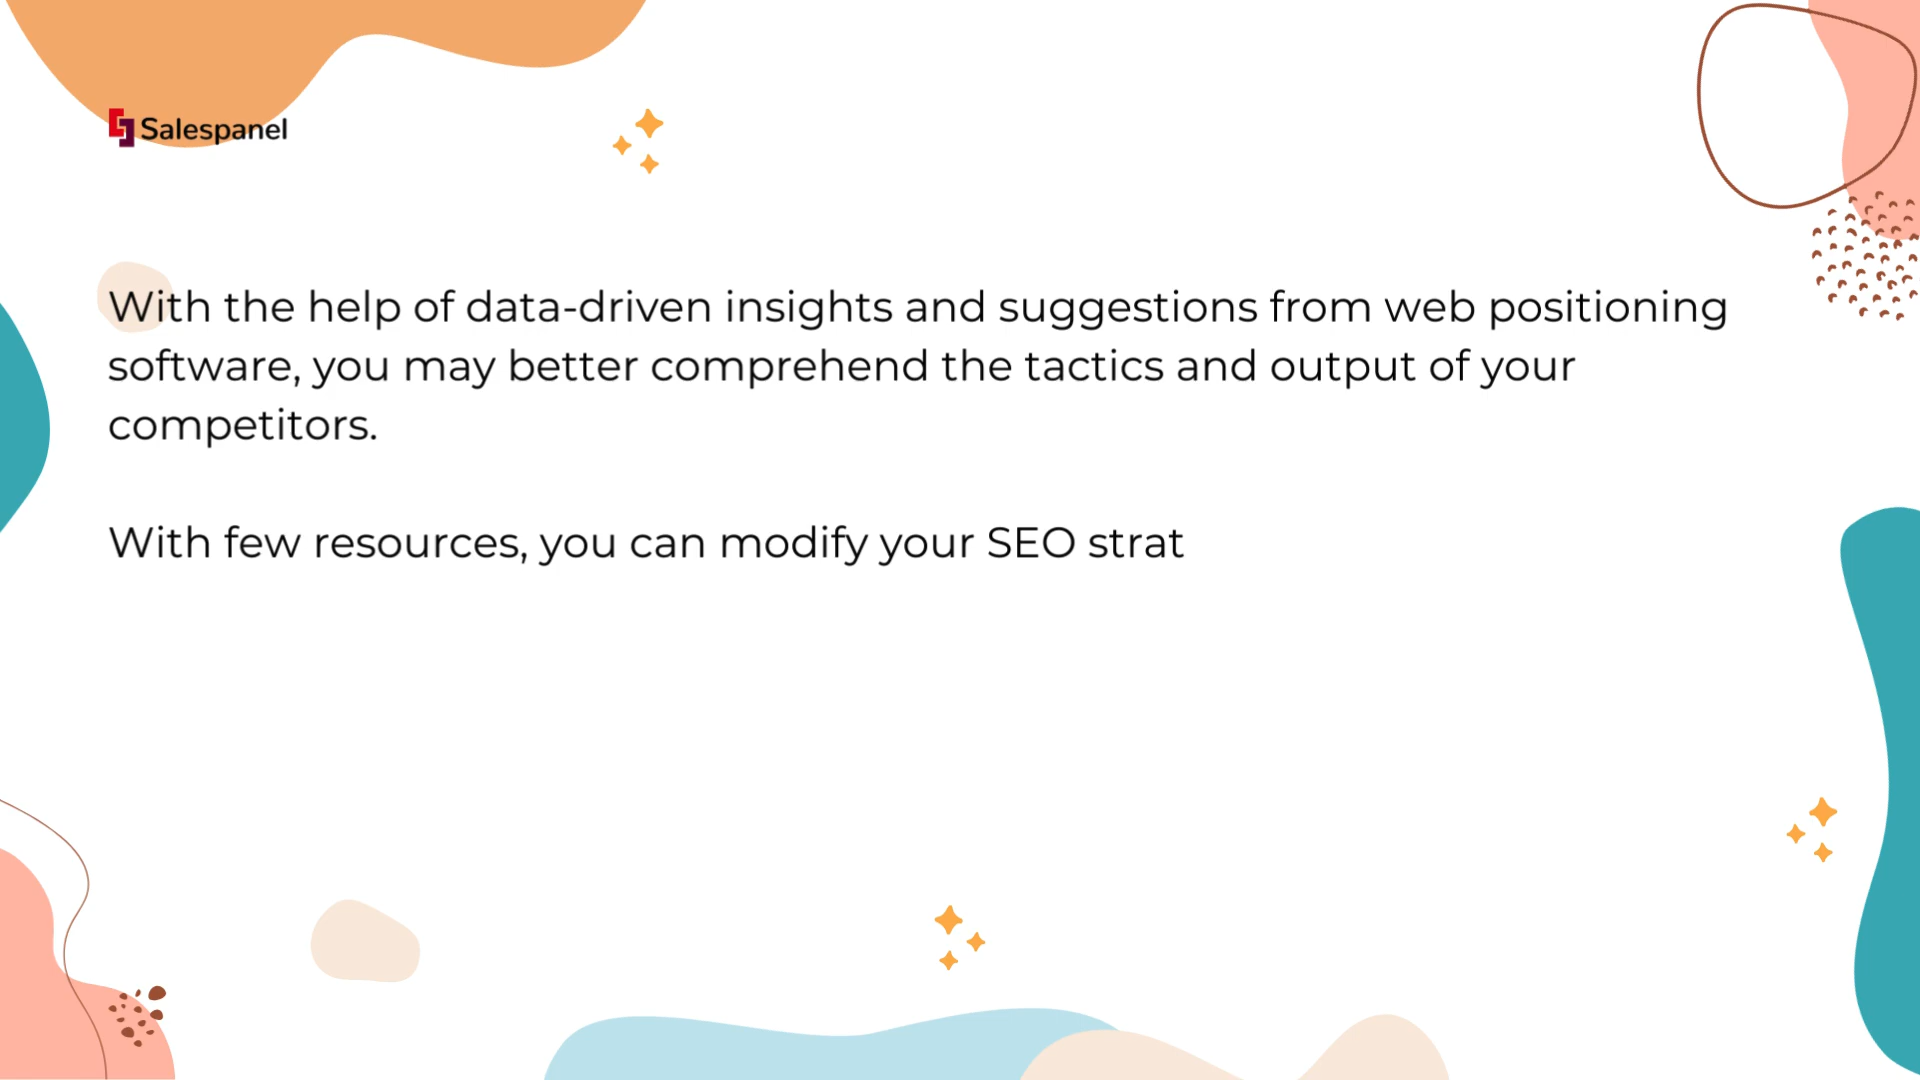 Salespanel
With the help of data-driven insights and suggestions from web positioning
software, you may better comprehend the tactics and output of your
competitors.
With few resources, you can modify your SEO strat